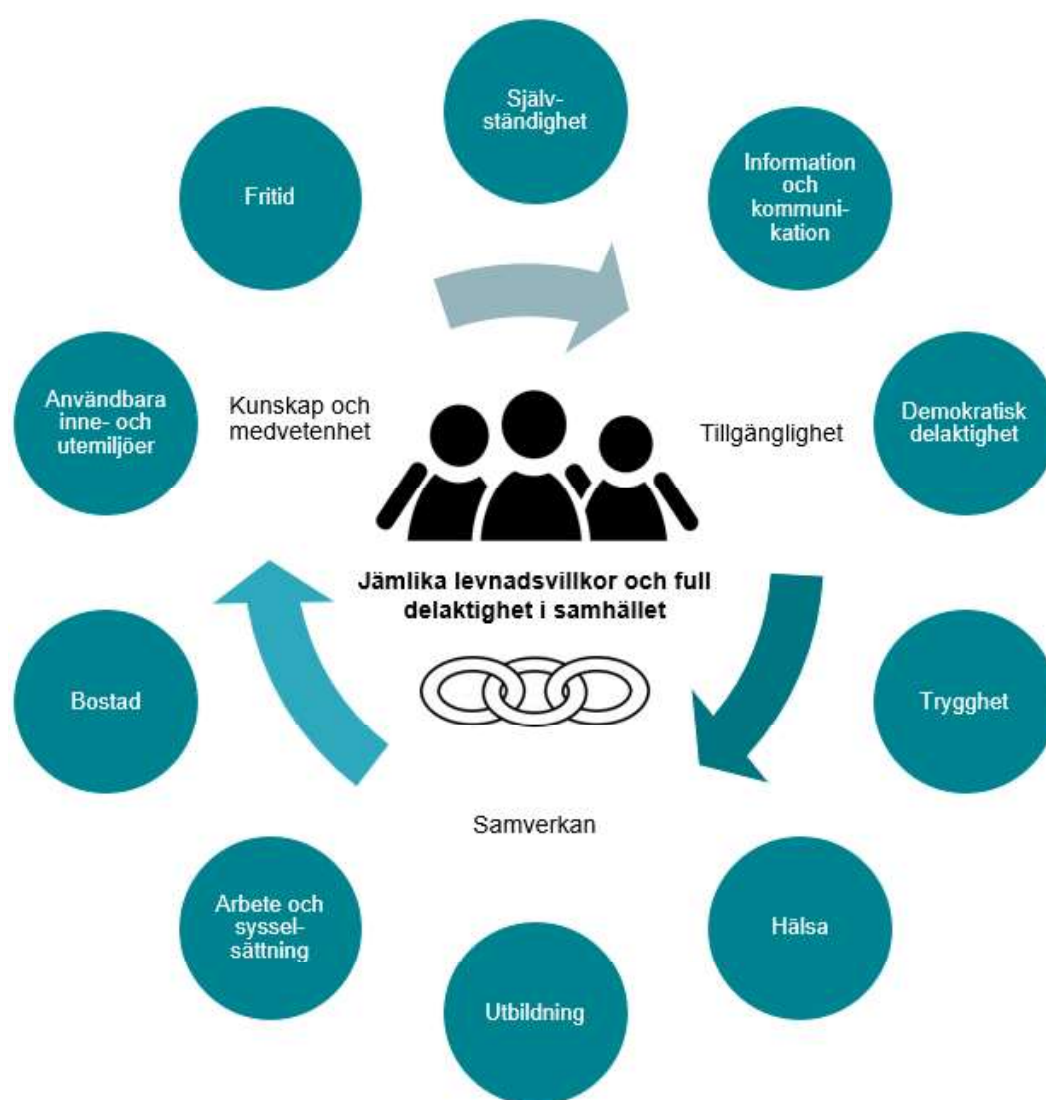 Själv-
ständighet
Information
och
kommuni-
kation
Demokratisk
delaktighet
Trygghet
Hälsa
Utbildning
Arbete och
syssel-
sättning
Bostad
Användbara
inne- och
utemiljöer
Fritid
Kunskap och
medvetenhet
Tillgänglighet
Jämlika levnadsvillkor och full
delaktighet i samhället
Samverkan